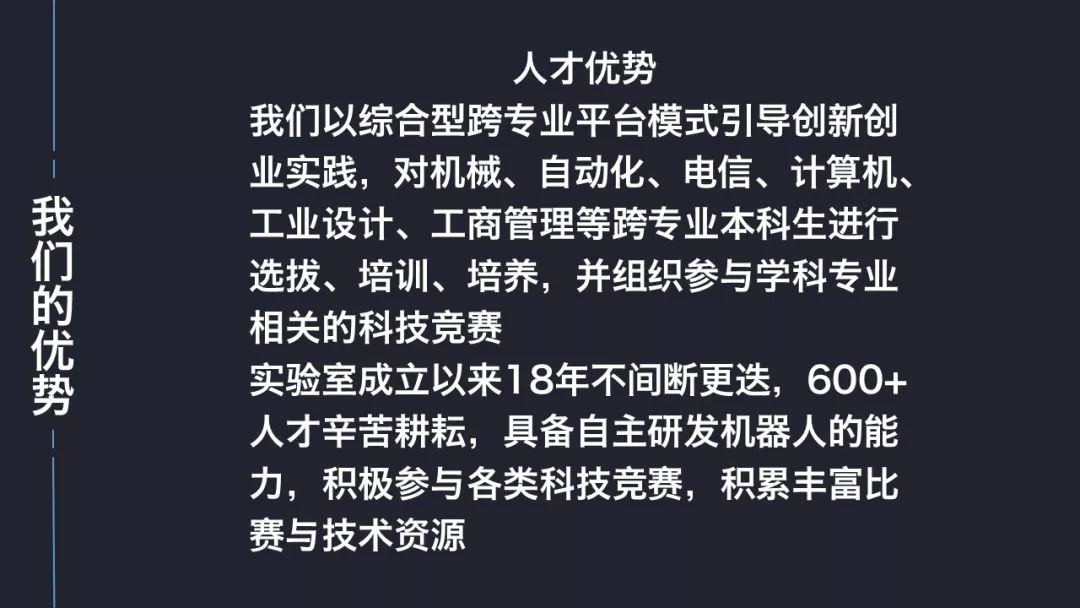 我们的优势
人才优势
我们以综合型跨专业平台模式引导创新创
业实践，对机械、自动化、电信、计算机、
工业设计、工商管理等跨专业本科生进行
选拔、培训、培养，并组织参与学科专业
相关的科技竞赛
实验室成立以来18年不间断更迭，600+
人才辛苦耕耘，具备自主研发机器人的能
力，积极参与各类科技竞赛，积累丰富比
赛与技术资源